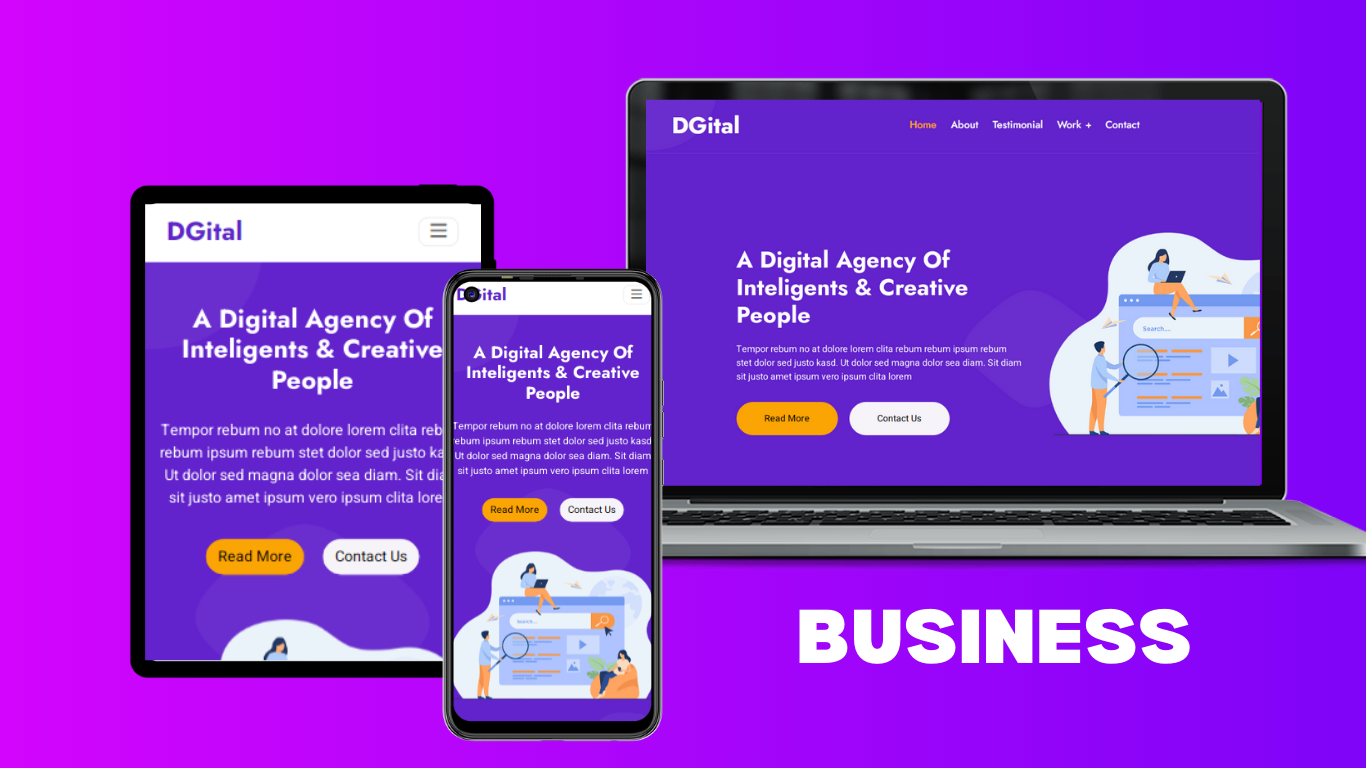 DGital
A Digital Agency Of
Inteligents & Creative
People
Tempor rebum no at dolore lorem clita reb
rebum ipsum rebum stet dolor sed justo ka
Ut dolor sed magna dolor sea diam. Sit dia
sit justo amet ipsum vero ipsum clita lore
Read More
Contact Us
DGital
A Digital Agency Of
Inteligents & Creative
People
Tempor rebum no at dolore lorem clita rebum
rebum ipsum rebum stet dolor sed justo kasd.
Ut dolor sed magna dolor sea diam. Sit diam
sit justo amet ipsum vero ipsum clita lorem
Read More
Contact Us
Search...
DGital
Home About Testimonial Work + Contact
A Digital Agency Of
Inteligents & Creative
People
Tempor rebum no at dolore lorem clita rebum rebum ipsum rebum
stet dolor sed justo kasd. Ut dolor sed magna dolor sea diam. Sit diam
sit justo amet ipsum vero ipsum clita lorem
Read More
Contact Us
Search...
BUSINESS